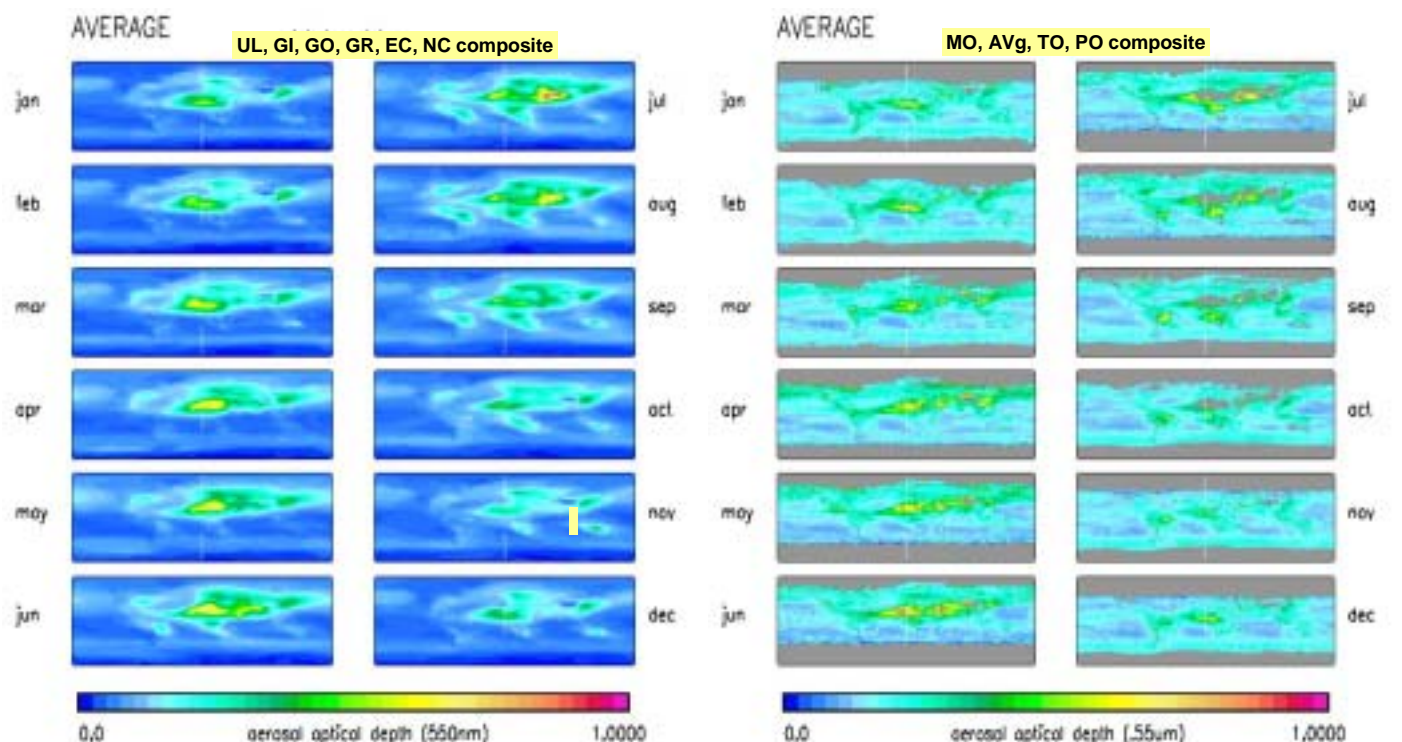 AVERAGE
UL, GI, GO, GR, EC, NC composite
jan
jul
feb
aug
mar
sep
apr
oct
may
nov
jun
dec
0,0
aerosol optical depth (550nm)
1,0000
AVERAGE
MO, AVg, TO, PO composite
jan
jul
feb
aug
mar
sep
apr
oct
may
nov
jun
dec
0,0
aerosol optical depth (.55um)
1,0000